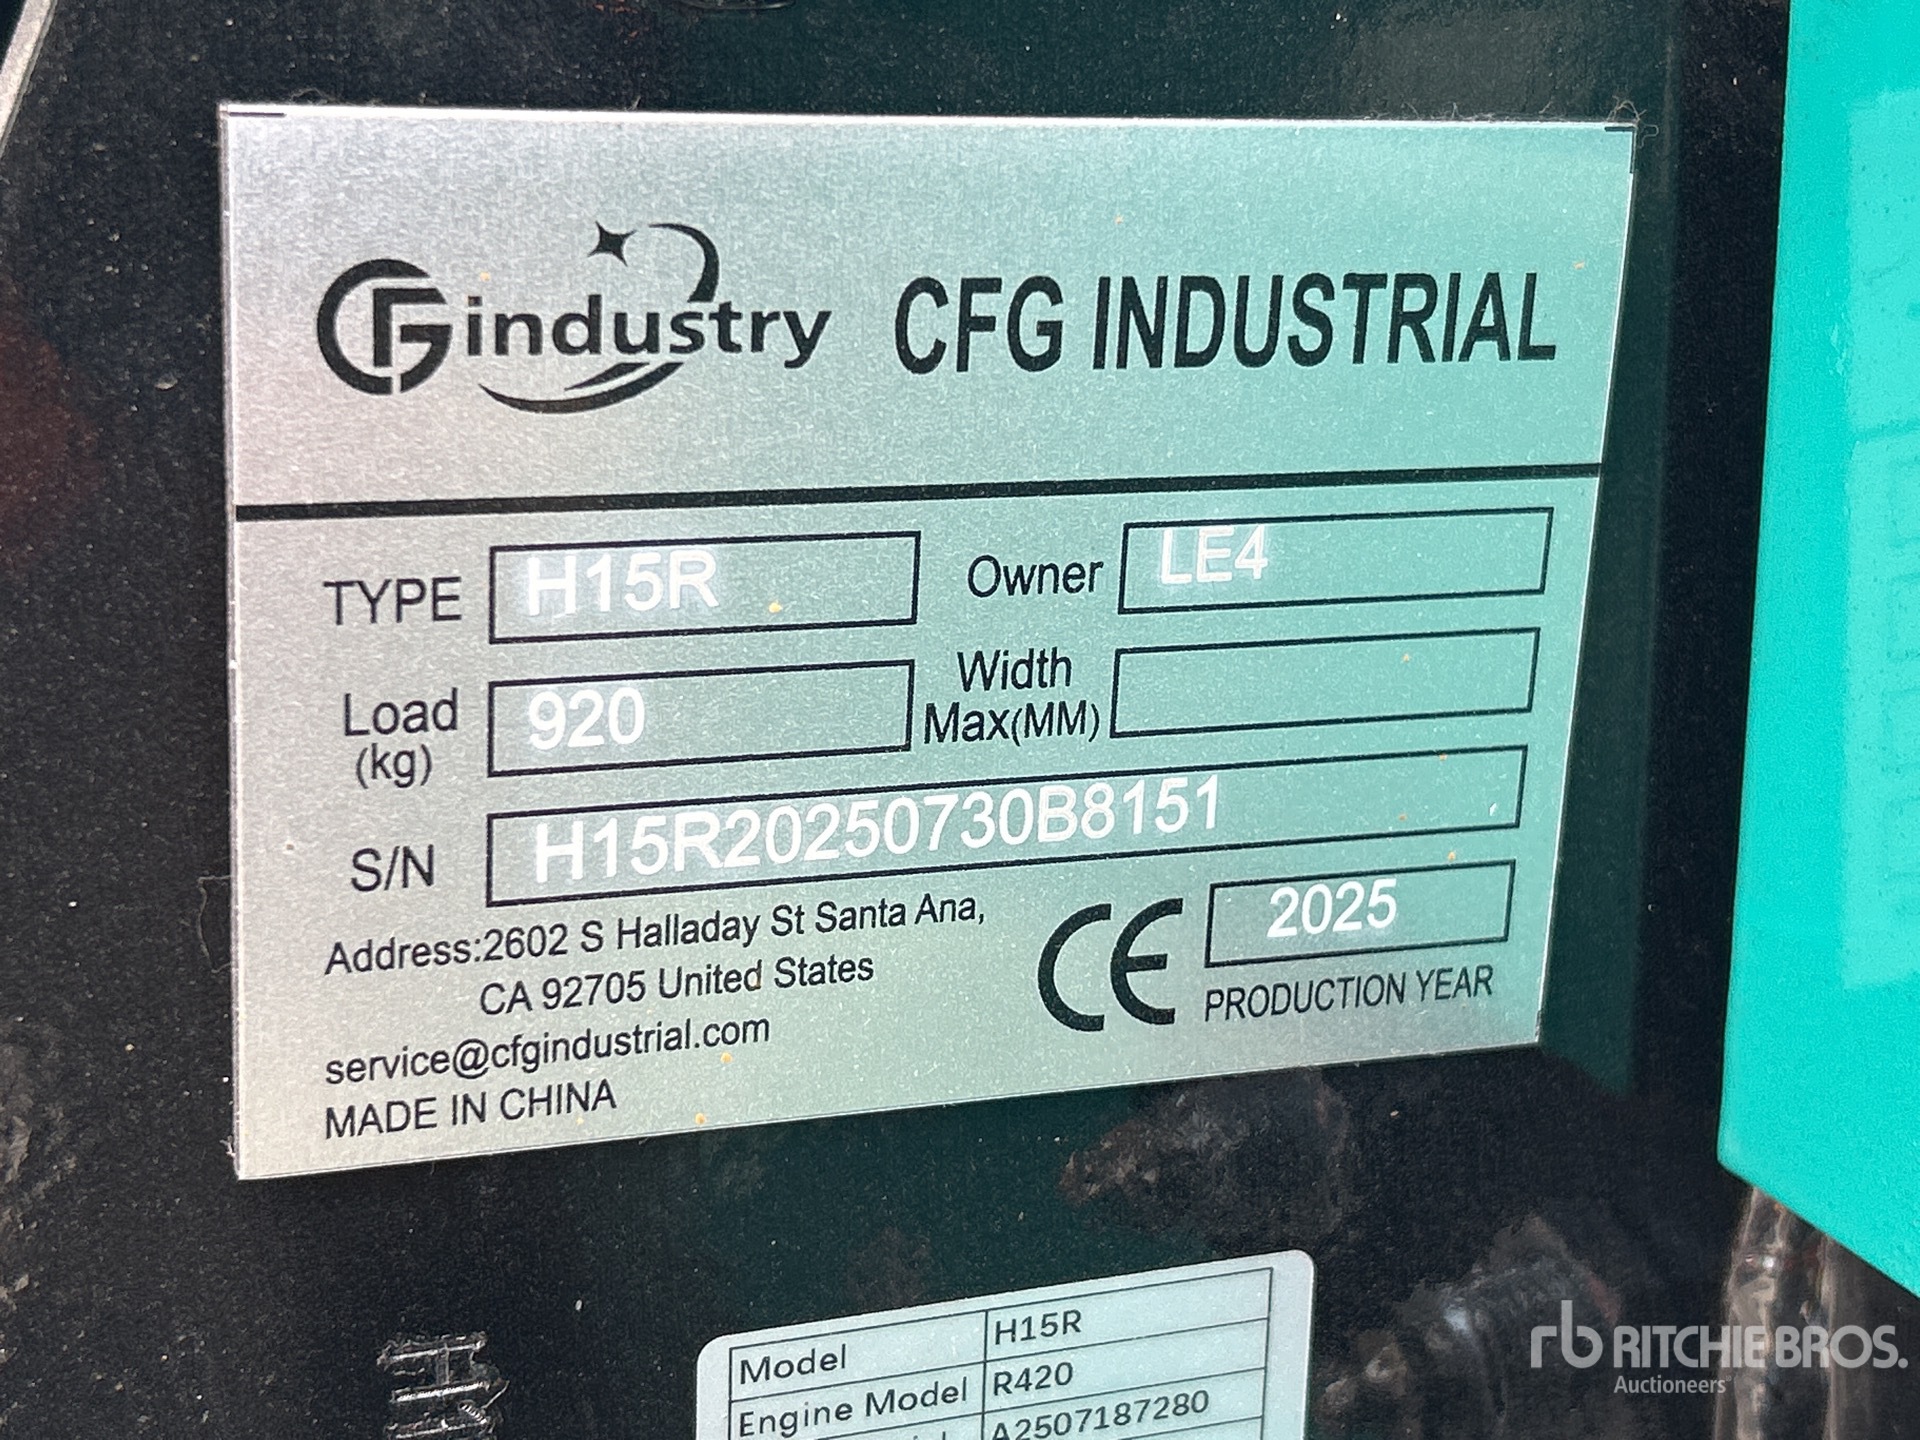 CFG industry CFG INDUSTRIAL
TYPE H15R Owner LE4
Load (kg) 920 Width Max(MM)
S/N H15R20250730B8151
Address:2602 S Halladay St Santa Ana,
CA 92705 United States
service@cfgindustrial.com
MADE IN CHINA
CE 2025
PRODUCTION YEAR
Model H15R
Engine Model R420
A2507187280
rb RITCHIE BROS.
Auctioneers